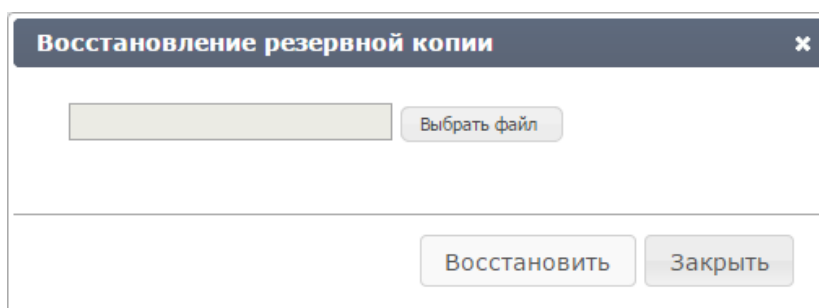 Восстановление резервной копии
Выбрать файл
Восстановить Закрыть